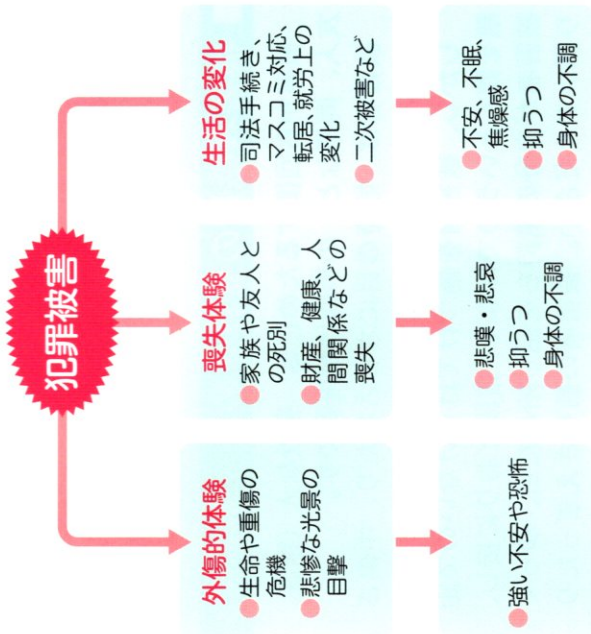 犯罪被害
外傷的体験
●生命や重傷の
危機
●悲惨な光景の
目撃
●強い不安や恐怖
喪失体験
●家族や友人と
の死別
●財産、健康、人
間関係などの
喪失
●悲嘆・悲哀
●抑うつ
●身体の不調
生活の変化
●司法手続き、
マスコミ対応、
転居、就労上の
変化
●二次被害など
●不安、不眠、
焦燥感
●抑うつ
●身体の不調